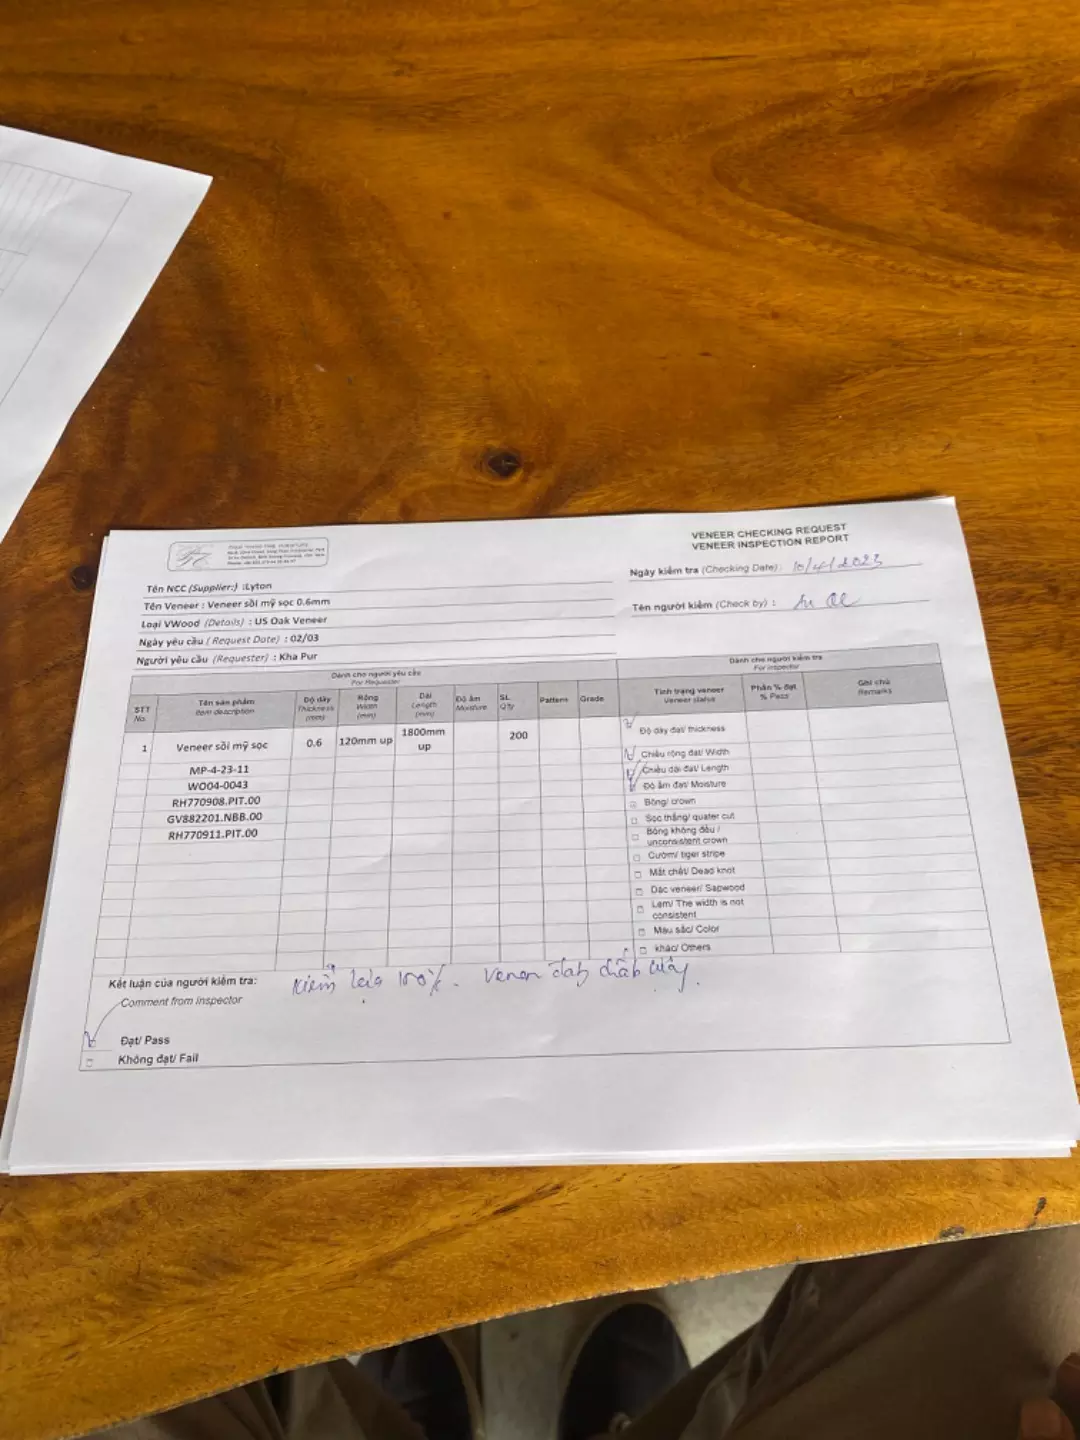 VENEER CHECKING REQUEST
VENEER INSPECTION REPORT
Ngày kiểm tra (Checking Date): 10/4/2023
Tên người kiểm (Check by) :
Tên NCC (Supplier:) :Lyton
Tên Veneer : Veneer sồi mỹ sọc 0.6mm
Loại VWood (Details) : US Oak Veneer
Ngày yêu cầu ( Request Date) : 02/03
Người yêu cầu (Requester) : Kha Pur
Dành cho người yêu cầu
For Requester
Dành cho người kiểm tra
For inspector
STT No. Tên sản phẩm Item description Độ dày Thickness (mm) Rộng Width (mm) Dài Length (mm) Độ ẩm Moisture SL Qty Pattern Grade Tình trạng veneer veneer status Phần % đạt % Pass Ghi chú Remarks
1 Veneer sồi mỹ sọc 0.6 120mm up 1800mm up 200 Độ dày đạt/ thickness
Chiều rộng đạt/ Width
MP-4-23-11 Chiều dài đạt/ Length
WO04-0043 Độ ẩm đạt/ Moisture
RH770908.PIT.00 Bông/ crown
GV882201.NBB.00 Sọc thẳng/ quater cut
RH770911.PIT.00 Bông không đều / unconsistent crown
Cườm/ tiger stripe
Mắt chết/ Dead knot
Dác veneer/ Sapwood
Lẹm/ The width is not consistent
Màu sắc/ Color
khác/ Others
Kết luận của người kiểm tra: 100%.
Comment from inspector
Đạt/ Pass
Không đạt/ Fail